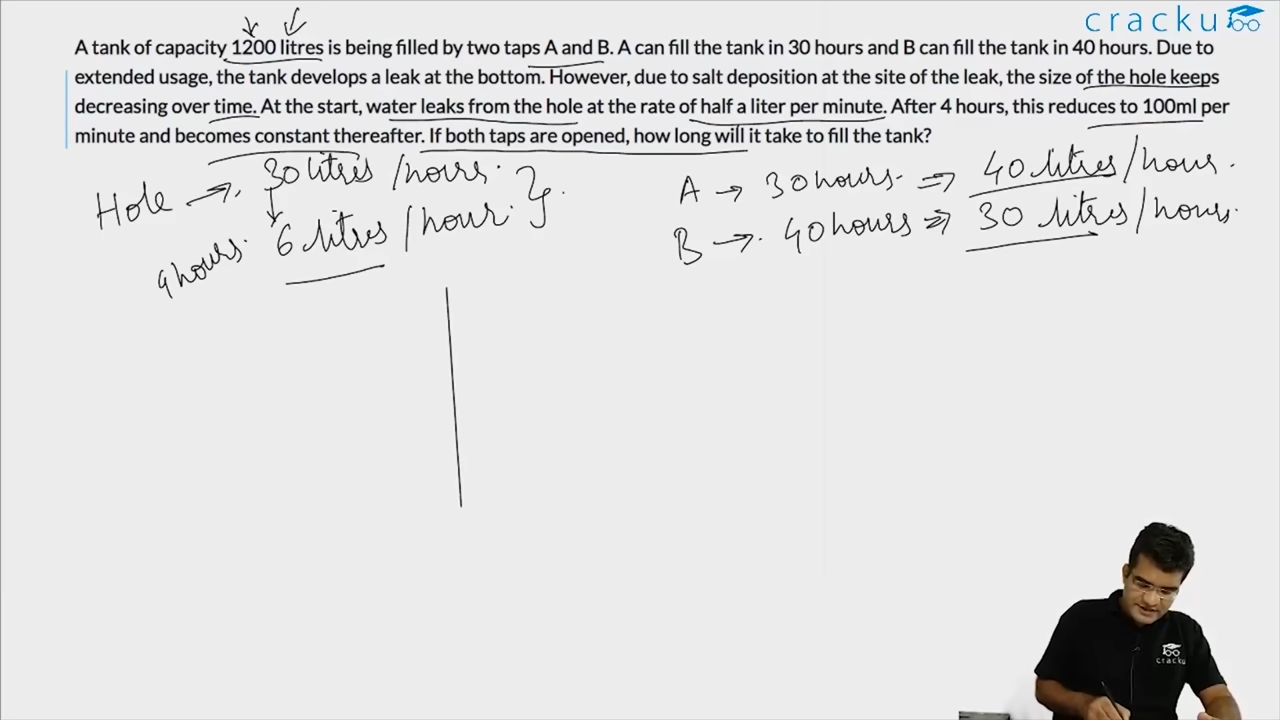 cracku
A tank of capacity 1200 litres is being filled by two taps A and B. A can fill the tank in 30 hours and B can fill the tank in 40 hours. Due to
extended usage, the tank develops a leak at the bottom. However, due to salt deposition at the site of the leak, the size of the hole keeps
decreasing over time. At the start, water leaks from the hole at the rate of half a liter per minute. After 4 hours, this reduces to 100ml per
minute and becomes constant thereafter. If both taps are opened, how long will it take to fill the tank?
Hole → 30 litres /hours.
4hours. 6 litres /hour.
A → 30 hours. ⇒ 40 litres /hour.
B → 40 hours ⇒ 30 litres /hours.
cracku